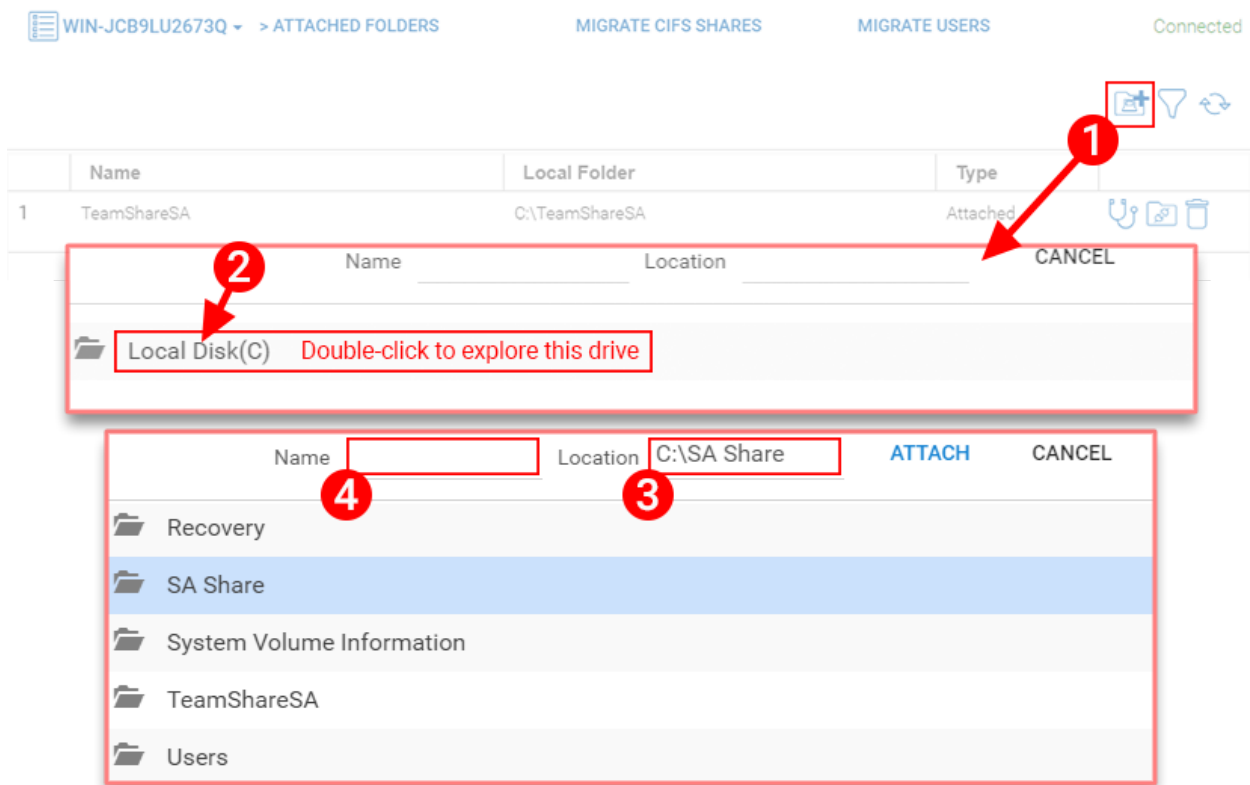 WIN-JCB9LU2673Q > ATTACHED FOLDERS MIGRATE CIFS SHARES MIGRATE USERS Connected
1
Name Local Folder Type
1 TeamShareSA C:\TeamShareSA Attached
2 Name Location CANCEL
Local Disk(C) Double-click to explore this drive
Name Location C:\SA Share ATTACH CANCEL
4 3
Recovery
SA Share
System Volume Information
TeamShareSA
Users